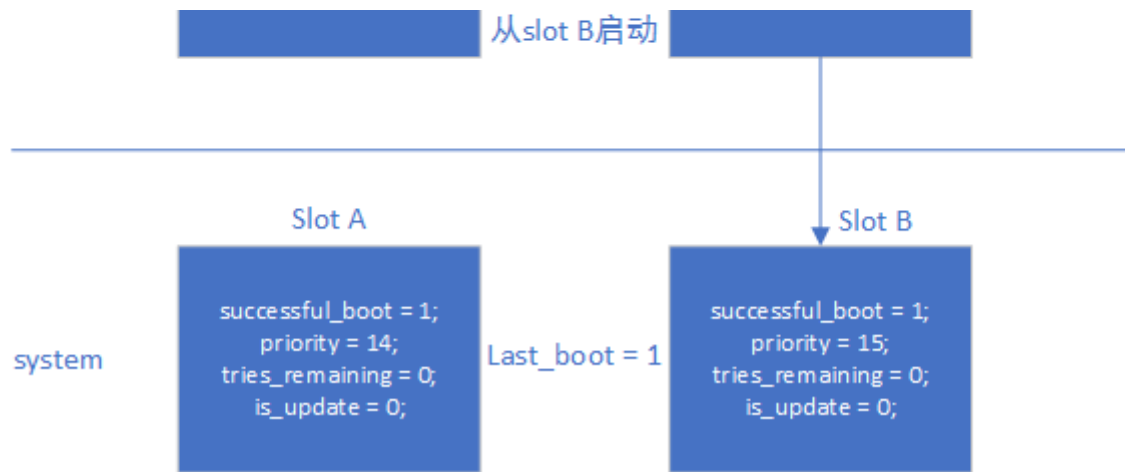 从slot B启动
Slot A
Slot B
successful_boot = 1;
priority = 14;
tries_remaining = 0;
is_update = 0;
system
Last_boot = 1
successful_boot = 1;
priority = 15;
tries_remaining = 0;
is_update = 0;